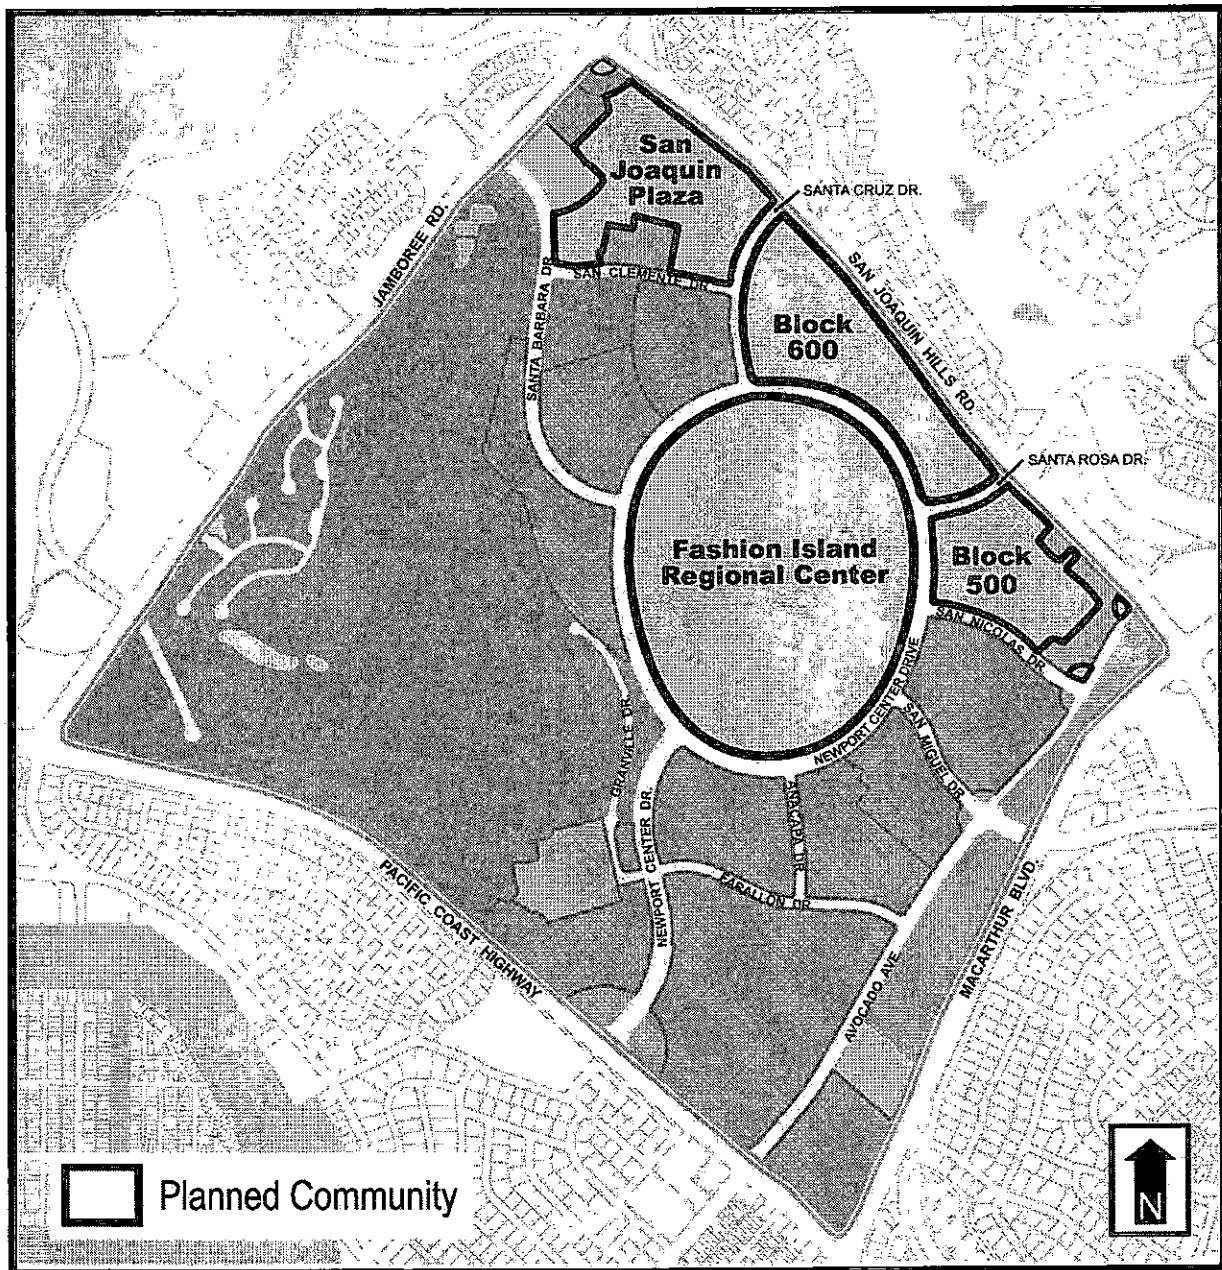 San
Joaquin
Plaza
SANTA CRUZ DR.
JAMBOREE RD.
SAN CLEMENTE DR.
SANTA BARBARA DR.
SAN JOAQUIN HILLS RD.
Block
600
SANTA ROSA DR.
Fashion Island
Regional Center
Block
500
SAN NICOLAS DR.
NEWPORT CENTER DRIVE
SAN MIGUEL DR.
GRANVILLE DR.
NEWPORT CENTER DR.
ANACAPA DR.
FARALLON DR.
PACIFIC COAST HIGHWAY
AVOCADO AVE.
MACARTHUR BLVD.
Planned Community
N